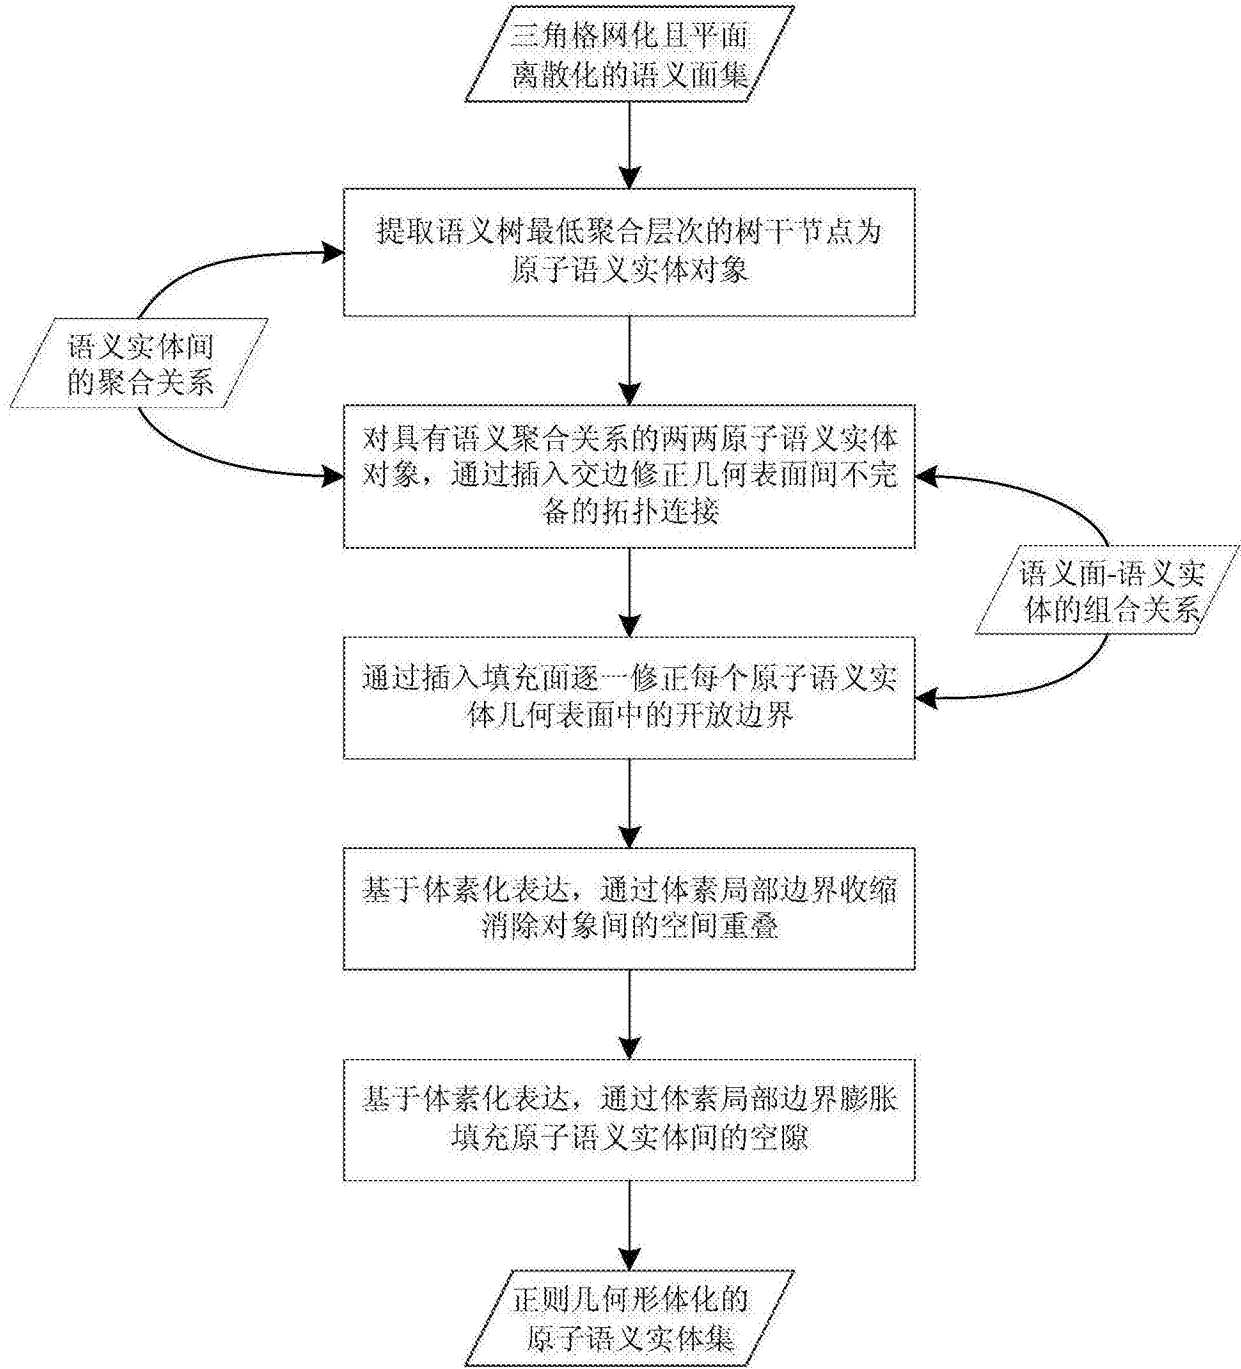 三角格网化且平面
离散化的语义面集
提取语义树最低聚合层次的树干节点为
原子语义实体对象
语义实体间
的聚合关系
对具有语义聚合关系的两两原子语义实体
对象，通过插入交边修正几何表面间不完
备的拓扑连接
语义面-语义实
体的组合关系
通过插入填充面逐一修正每个原子语义实
体几何表面中的开放边界
基于体素化表达，通过体素局部边界收缩
消除对象间的空间重叠
基于体素化表达，通过体素局部边界膨胀
填充原子语义实体间的空隙
正则几何形体化的
原子语义实体集